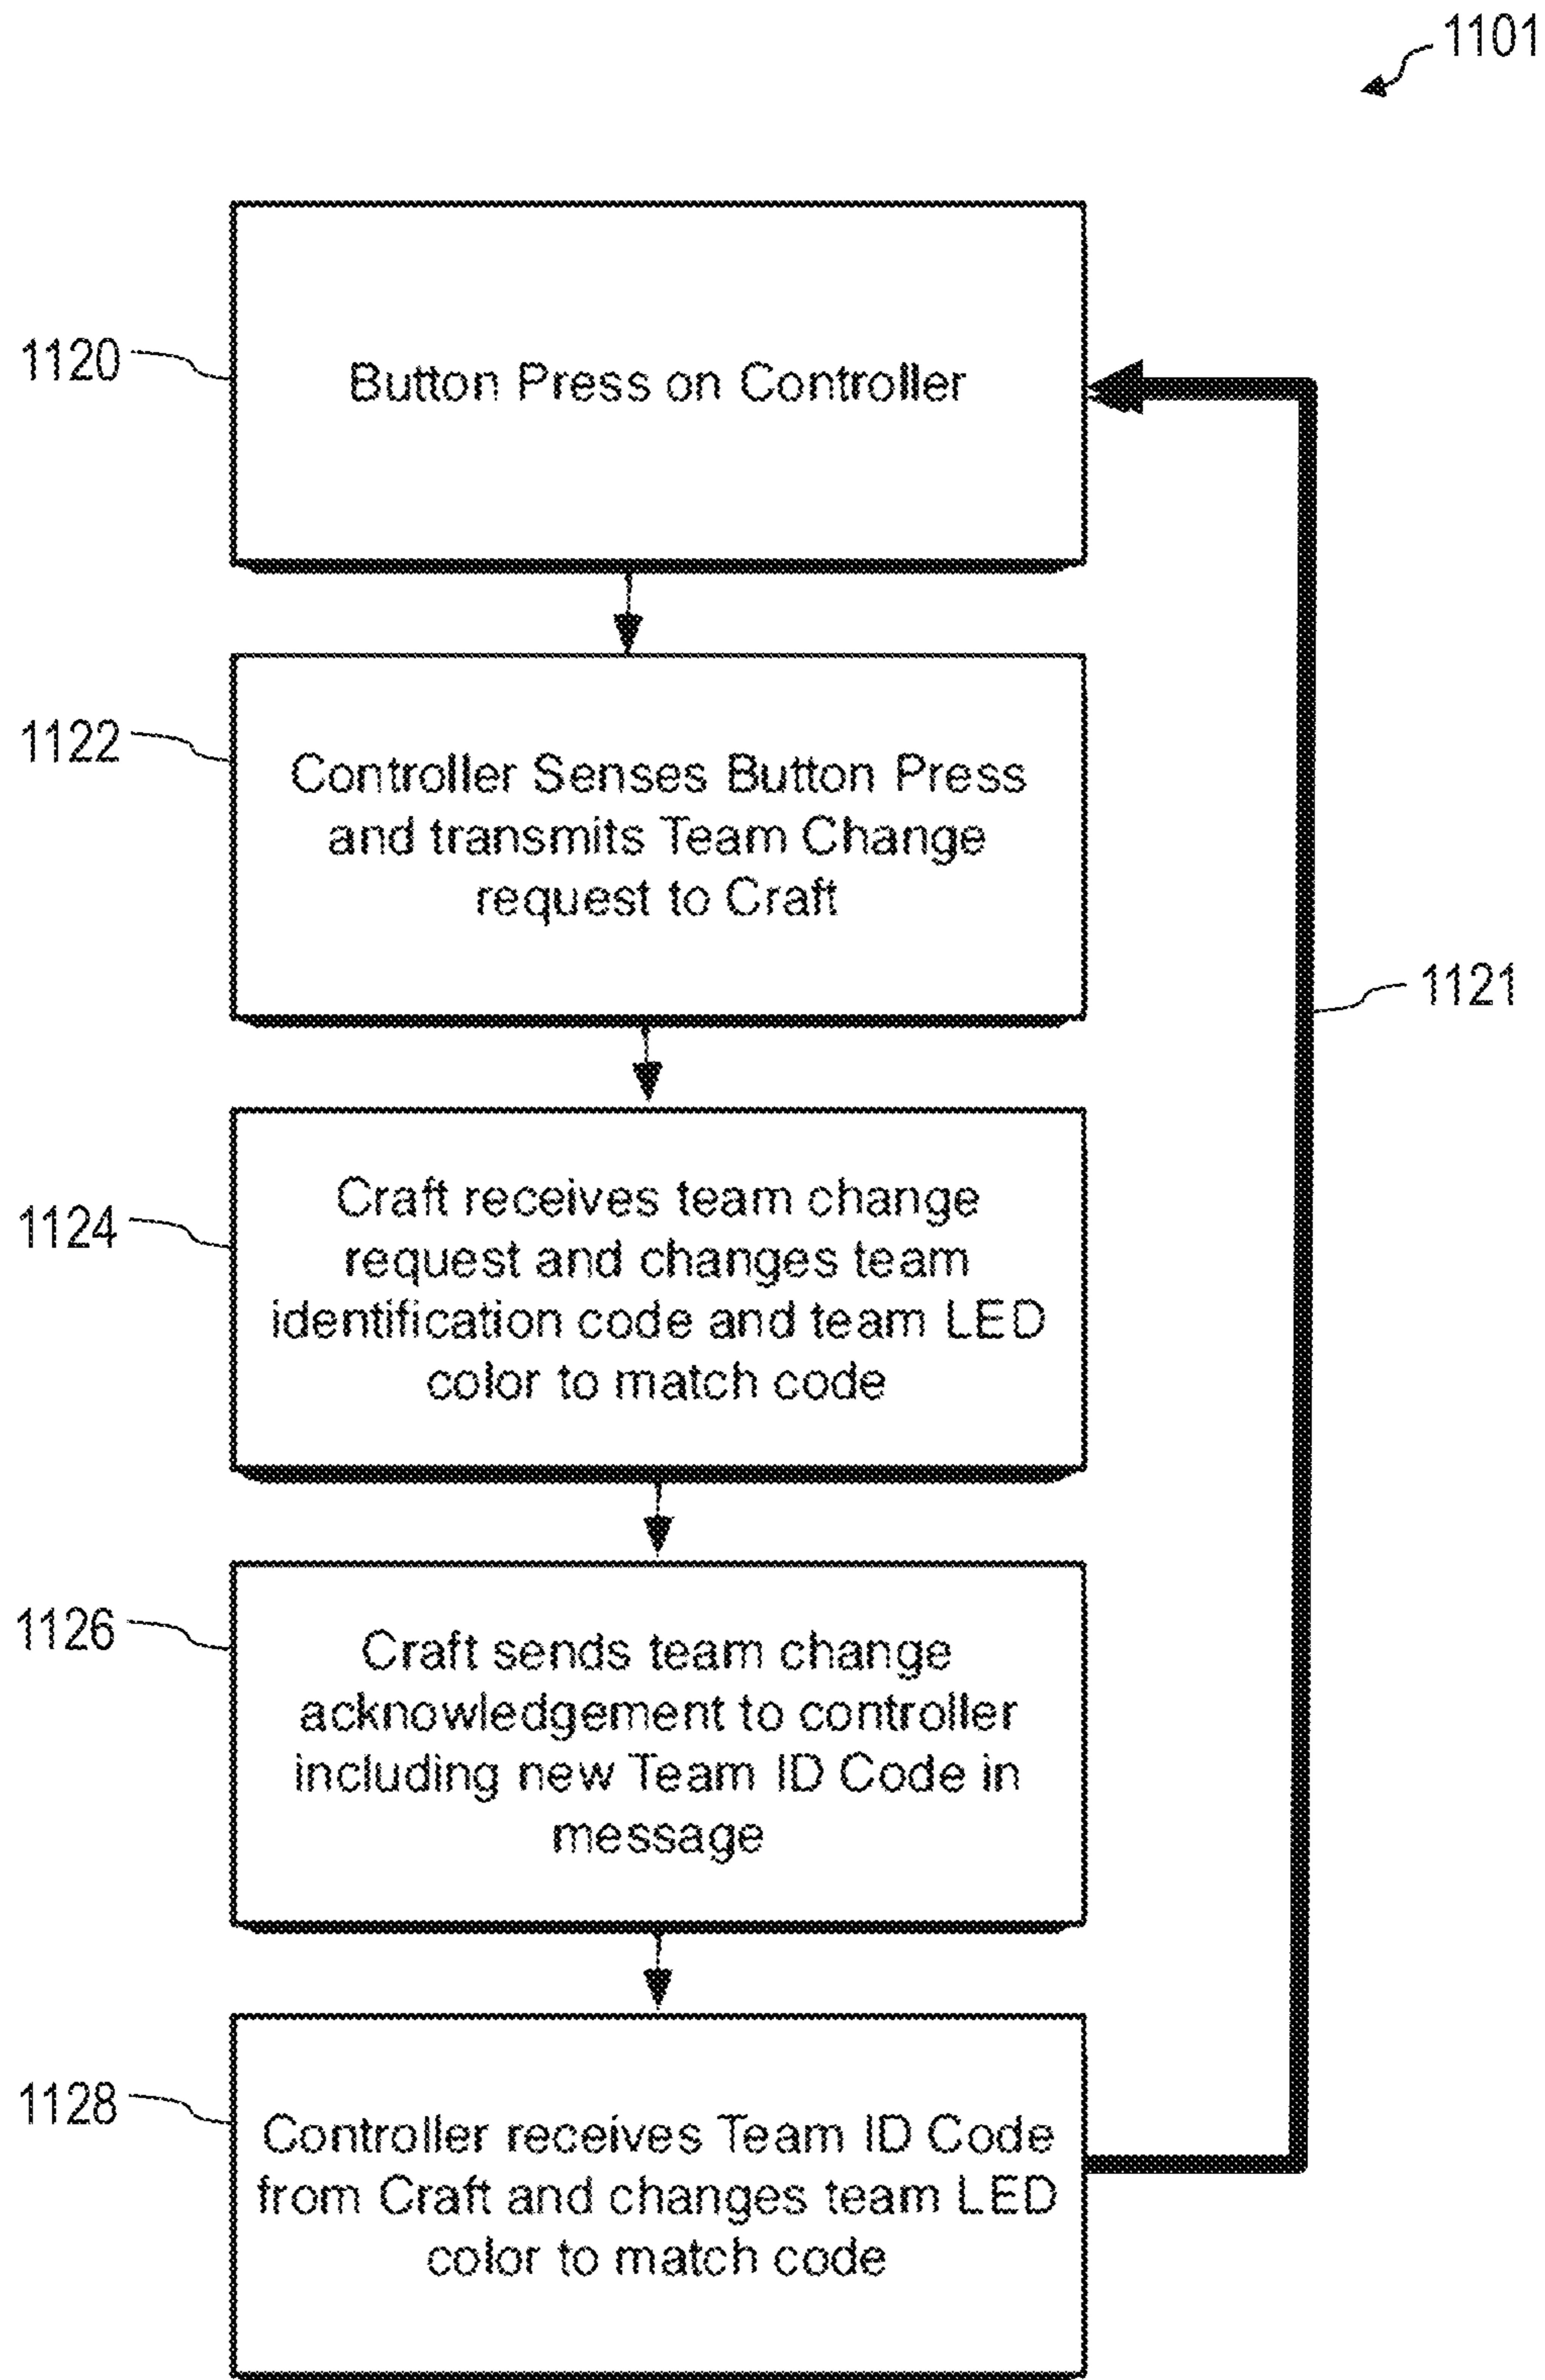 1101
1120
Button Press on Controller
1122
Controller Senses Button Press
and transmits Team Change
request to Craft
1121
1124
Craft receives team change
request and changes team
identification code and team LED
color to match code
1126
Craft sends team change
acknowledgement to controller
including new Team ID Code in
message
1128
Controller receives Team ID Code
from Craft and changes team LED
color to match code